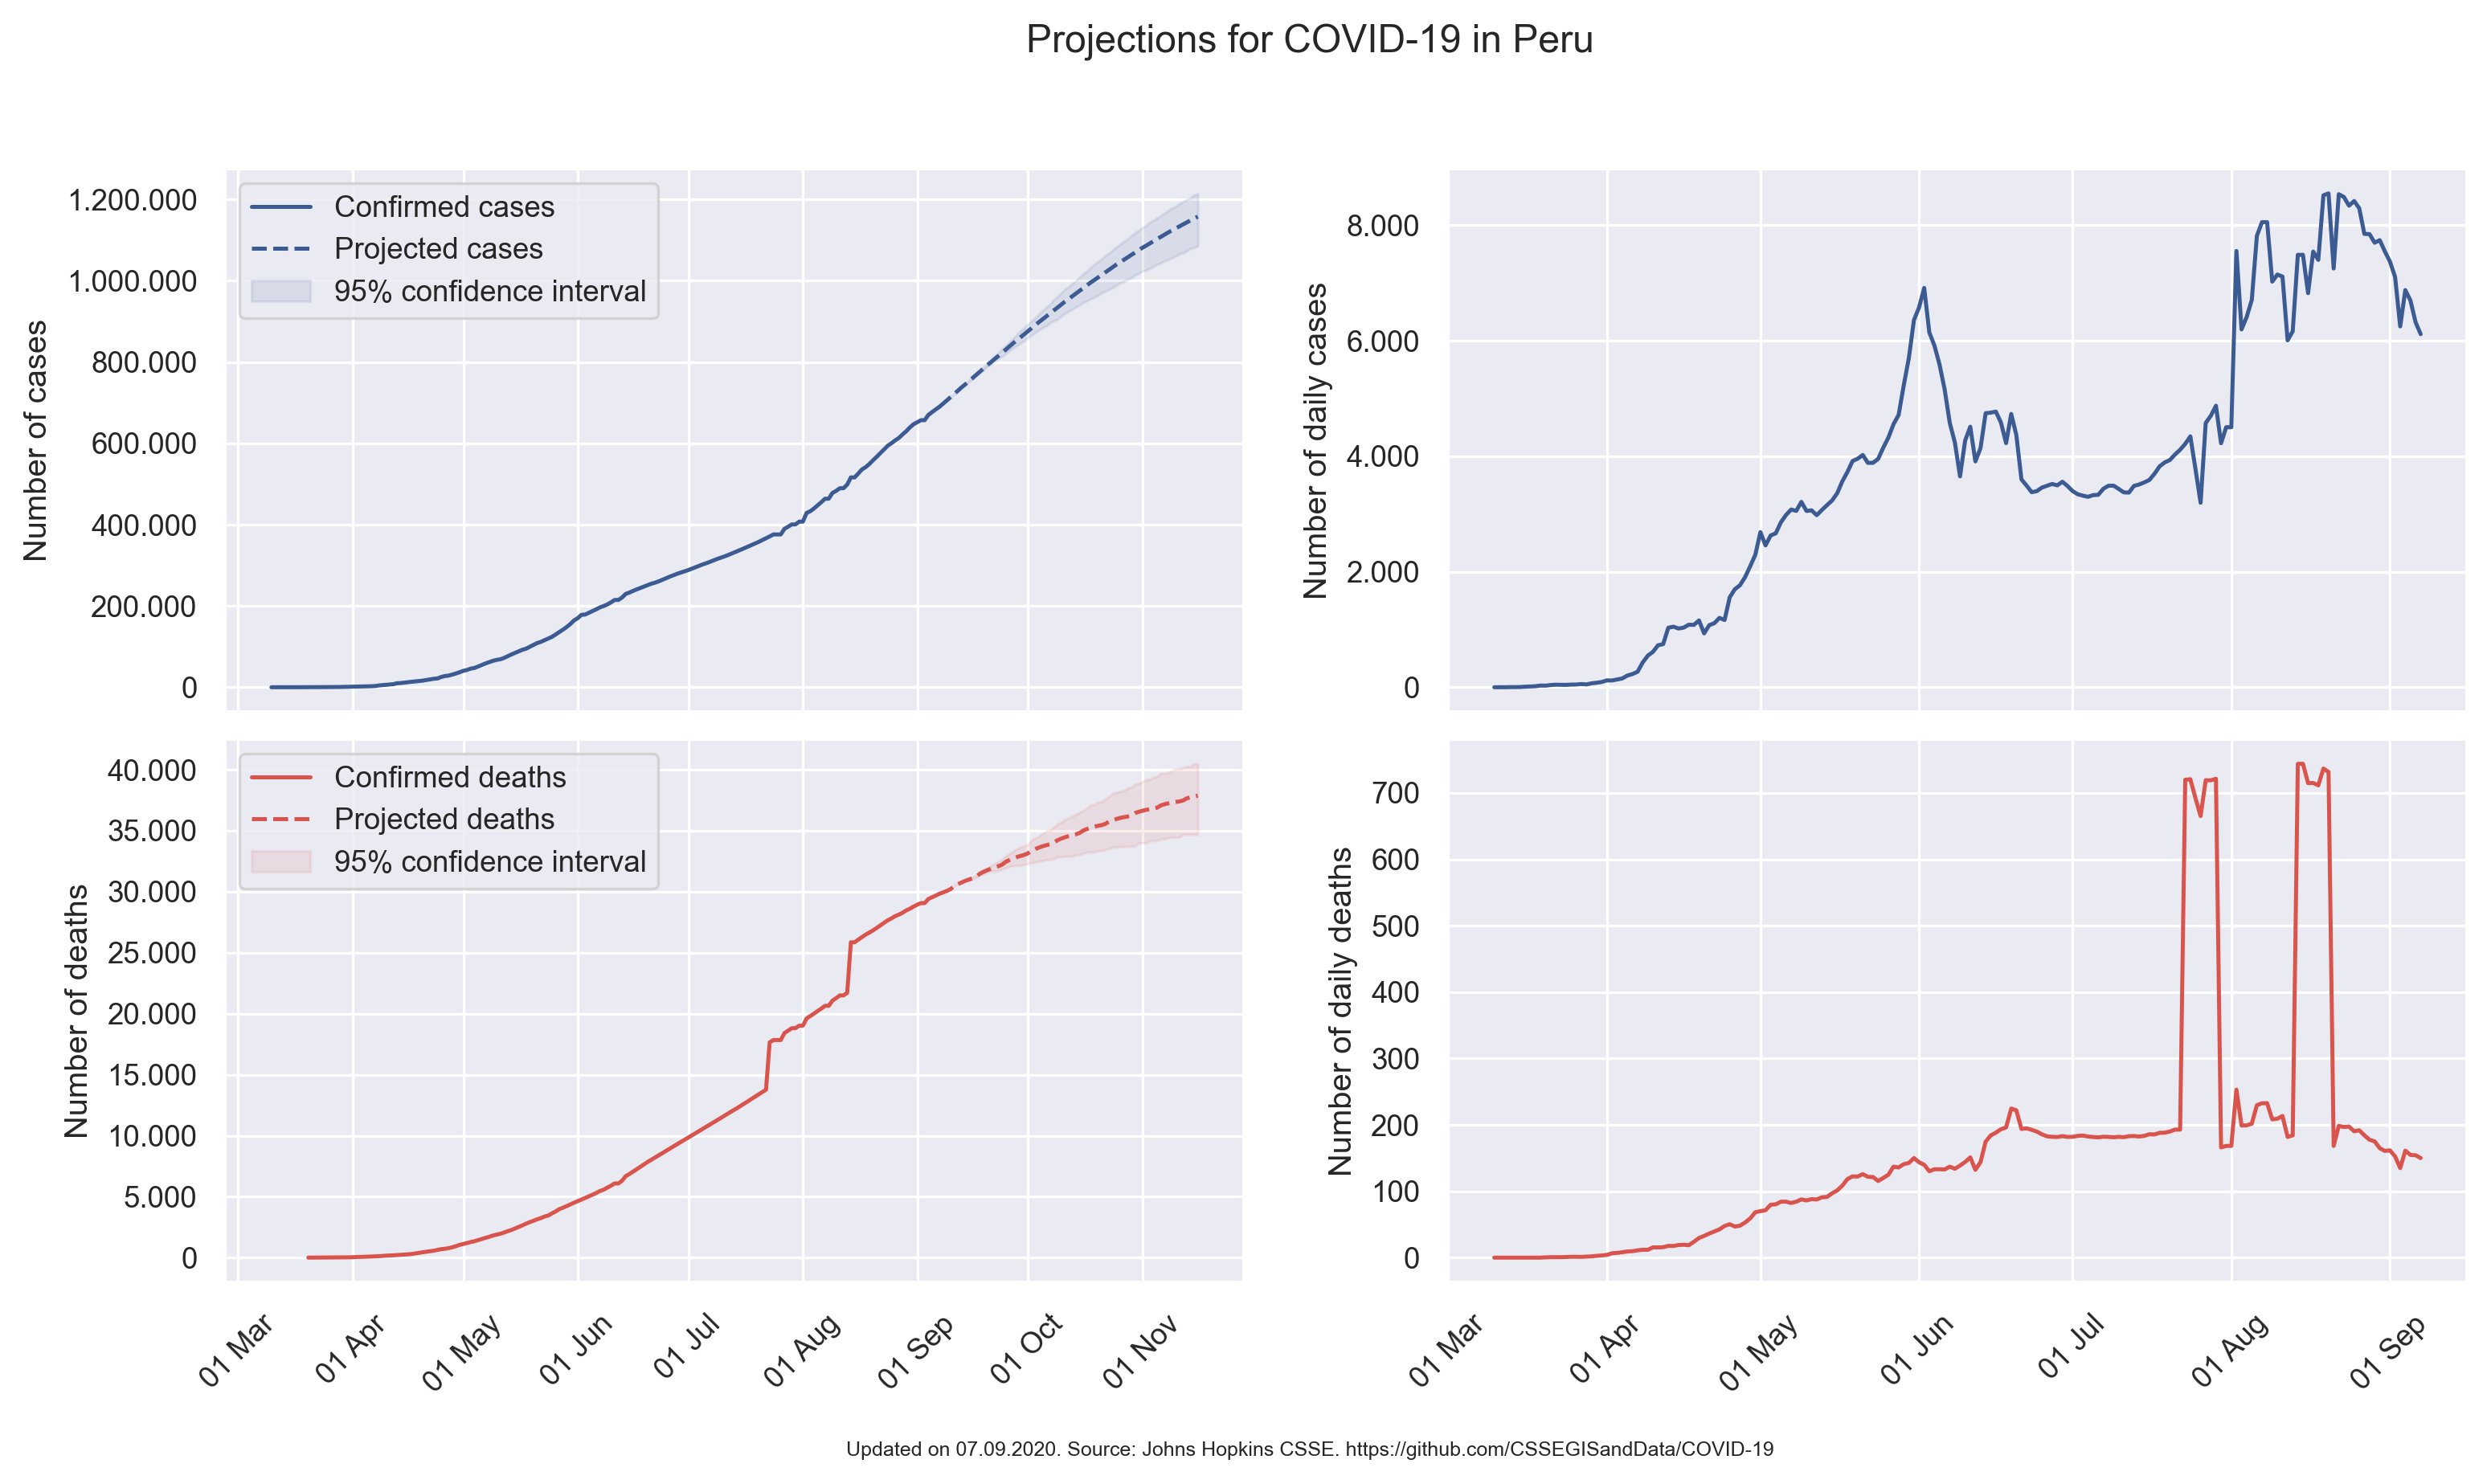 Projections for COVID-19 in Peru
Number of cases
1.200.000
1.000.000
800.000
600.000
400.000
200.000
0
Confirmed cases
Projected cases
95% confidence interval
Number of daily cases
8.000
6.000
4.000
2.000
0
Number of deaths
40.000
35.000
30.000
25.000
20.000
15.000
10.000
5.000
0
Confirmed deaths
Projected deaths
95% confidence interval
01 Mar
01 Apr
01 May
01 Jun
01 Jul
01 Aug
01 Sep
01 Oct
01 Nov
Number of daily deaths
700
600
500
400
300
200
100
0
01 Mar
01 Apr
01 May
01 Jun
01 Jul
01 Aug
01 Sep
Updated on 07.09.2020. Source: Johns Hopkins CSSE. https://github.com/CSSEGISandData/COVID-19